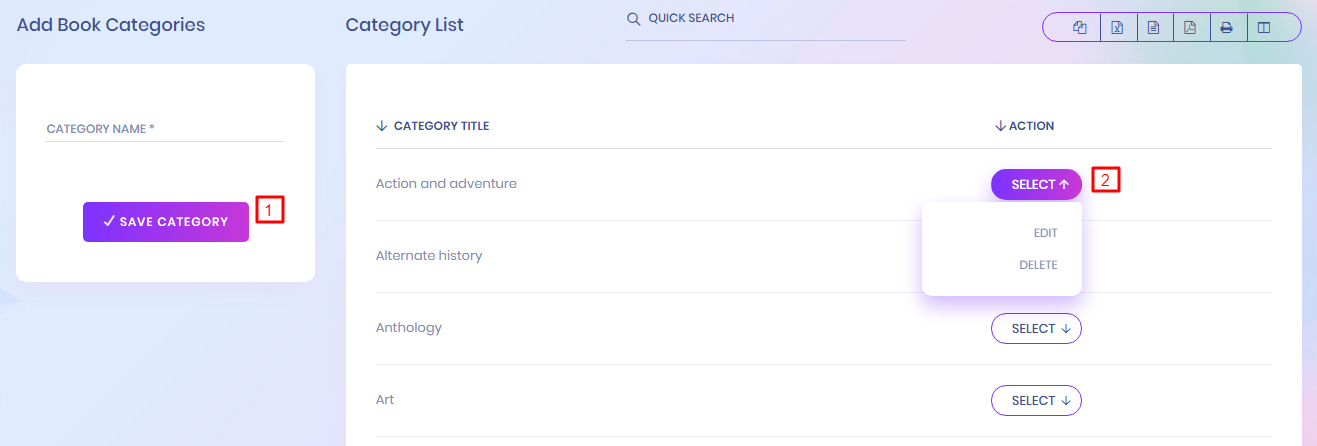 Add Book Categories
Category List
QUICK SEARCH
CATEGORY NAME *
SAVE CATEGORY
1
CATEGORY TITLE
ACTION
Action and adventure
SELECT
2
EDIT
DELETE
Alternate history
Anthology
SELECT
Art
SELECT